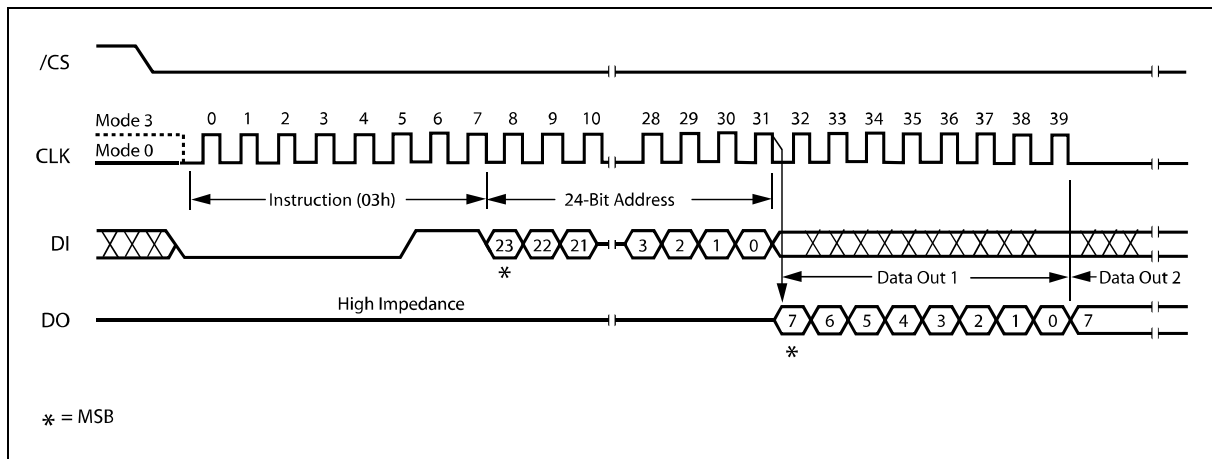 /CS
Mode 3
0 1 2 3 4 5 6 7 8 9 10 28 29 30 31 32 33 34 35 36 37 38 39
CLK
Mode 0
Instruction (03h) 24-Bit Address
DI
23 22 21 3 2 1 0
*
Data Out 1 Data Out 2
High Impedance
DO
7 6 5 4 3 2 1 0 7
*
* = MSB